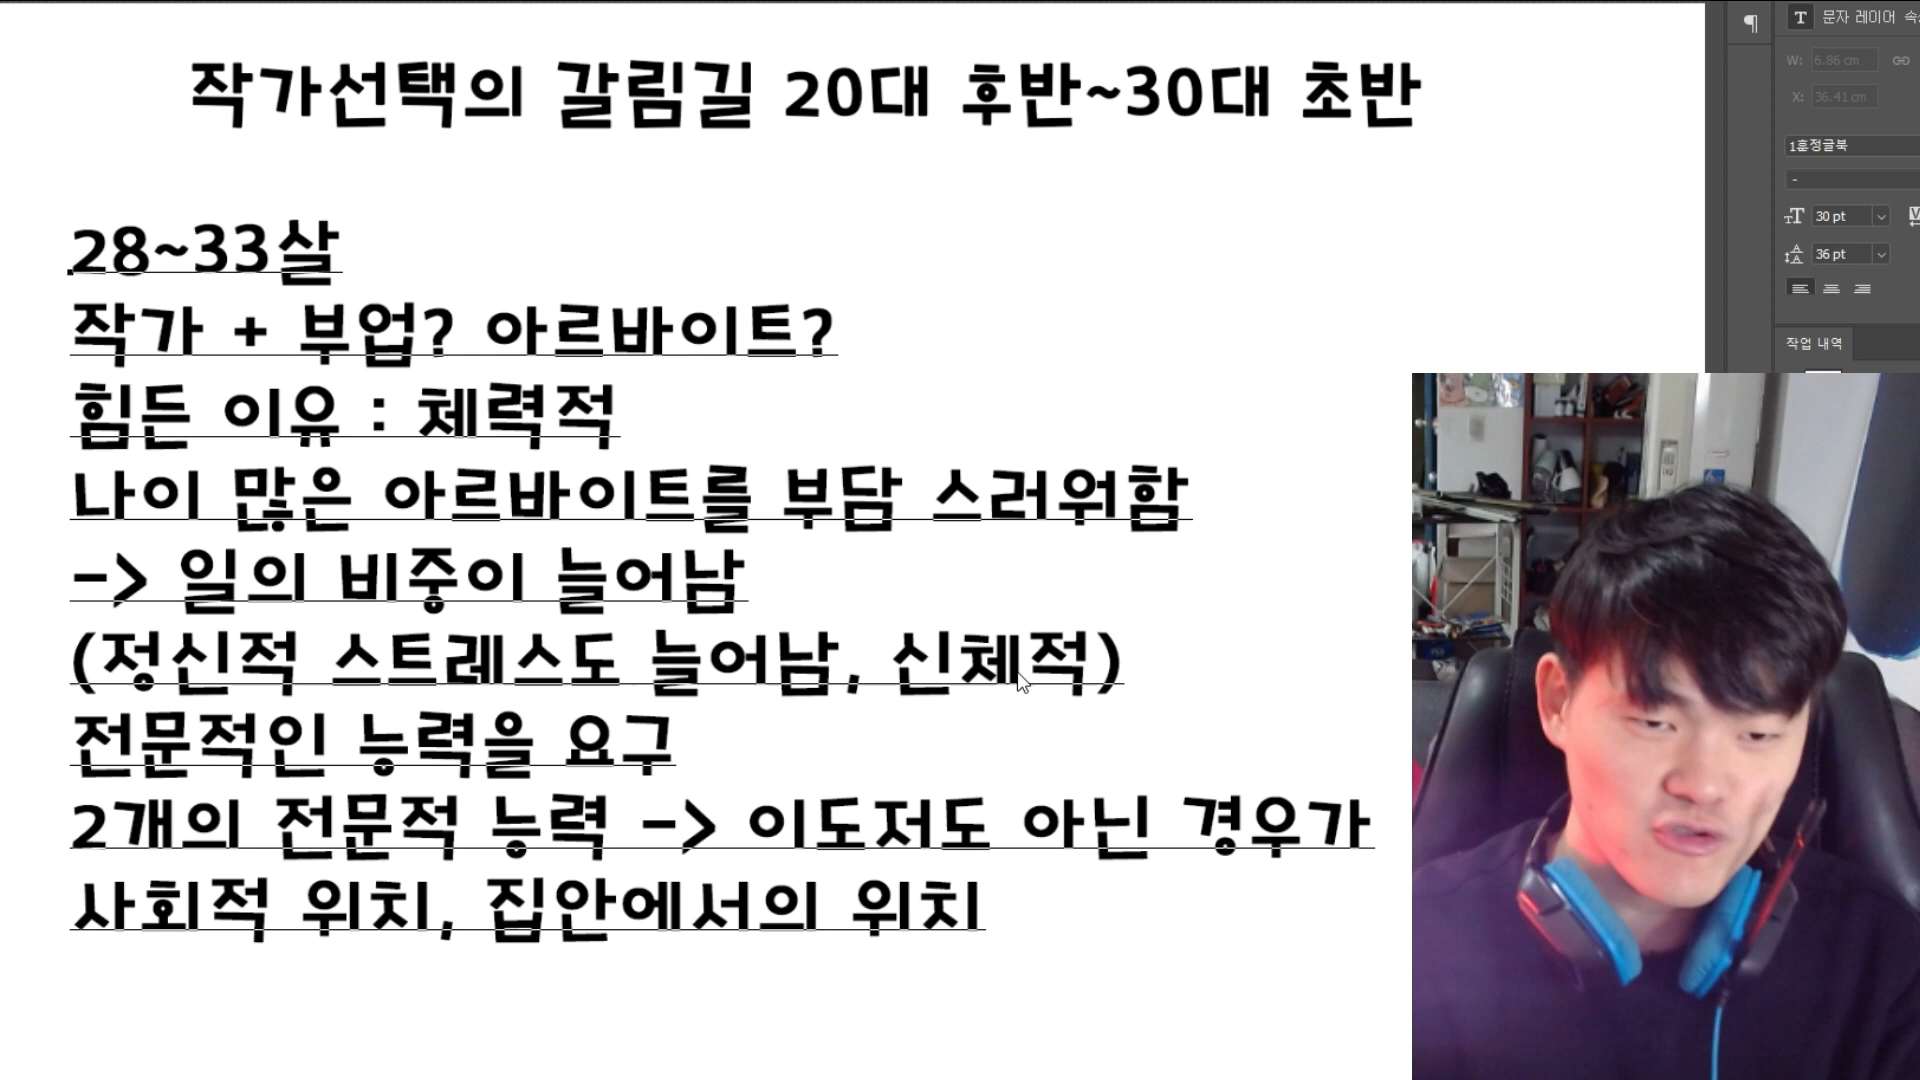 작가선택의 갈림길 20대 후반~30대 초반
28~33살
작가 + 부업? 아르바이트?
힘든 이유 : 체력적
나이 많은 아르바이트를 부담 스러워함
-> 일의 비중이 늘어남
(정신적 스트레스도 늘어남, 신체적)
전문적인 능력을 요구
2개의 전문적 능력 -> 이도저도 아닌 경우가
사회적 위치, 집안에서의 위치
T 문자 레이어 속
W: 6.86 cm
X: 36.41 cm
1훈정글북
-
30 pt
36 pt
작업 내역